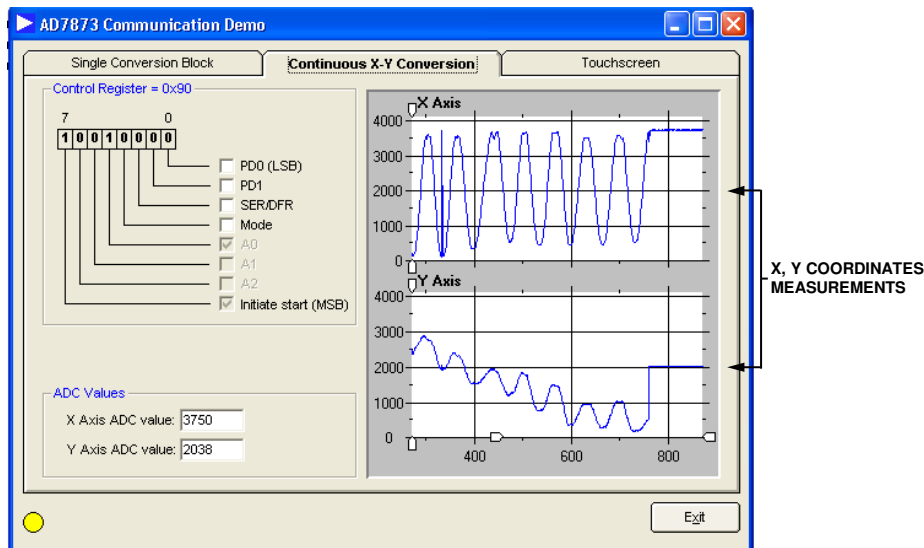 AD7873 Communication Demo
Single Conversion Block
Continuous X-Y Conversion
Touchscreen
Control Register = 0x90
7 0
1 0 0 1 0 0 0 0
PD0 (LSB)
PD1
SER/DFR
Mode
A0
A1
A2
Initiate start (MSB)
ADC Values
X Axis ADC value: 3750
Y Axis ADC value: 2038
X Axis
4000
3000
2000
1000
0
Y Axis
4000
3000
2000
1000
0
400 600 800
X, Y COORDINATES
MEASUREMENTS
Exit